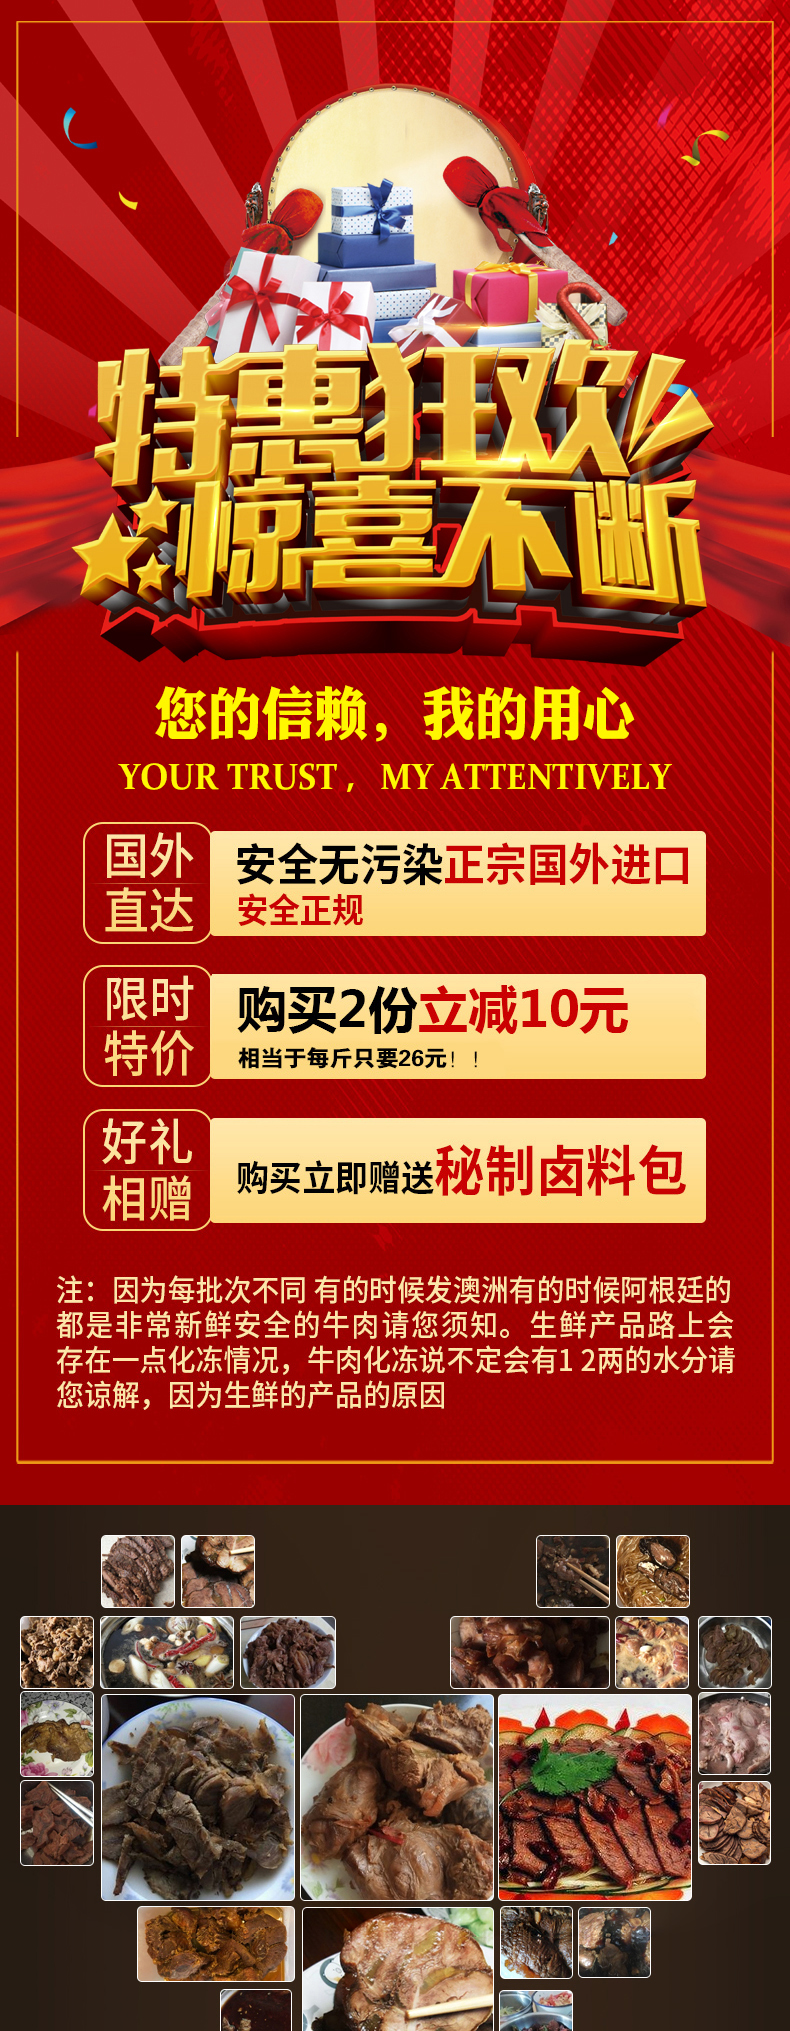 特惠狂欢
惊喜不断
您的信赖，我的用心
YOUR TRUST， MY ATTENTIVELY
国外
直达
安全无污染正宗国外进口
安全正规
限时
特价
购买2份立减10元
相当于每斤只要26元！！
好礼
相赠
购买立即赠送秘制卤料包
注：因为每批次不同 有的时候发澳洲有的时候阿根廷的
都是非常新鲜安全的牛肉请您须知。生鲜产品路上会
存在一点化冻情况，牛肉化冻说不定会有1 2两的水分请
您谅解，因为生鲜的产品的原因